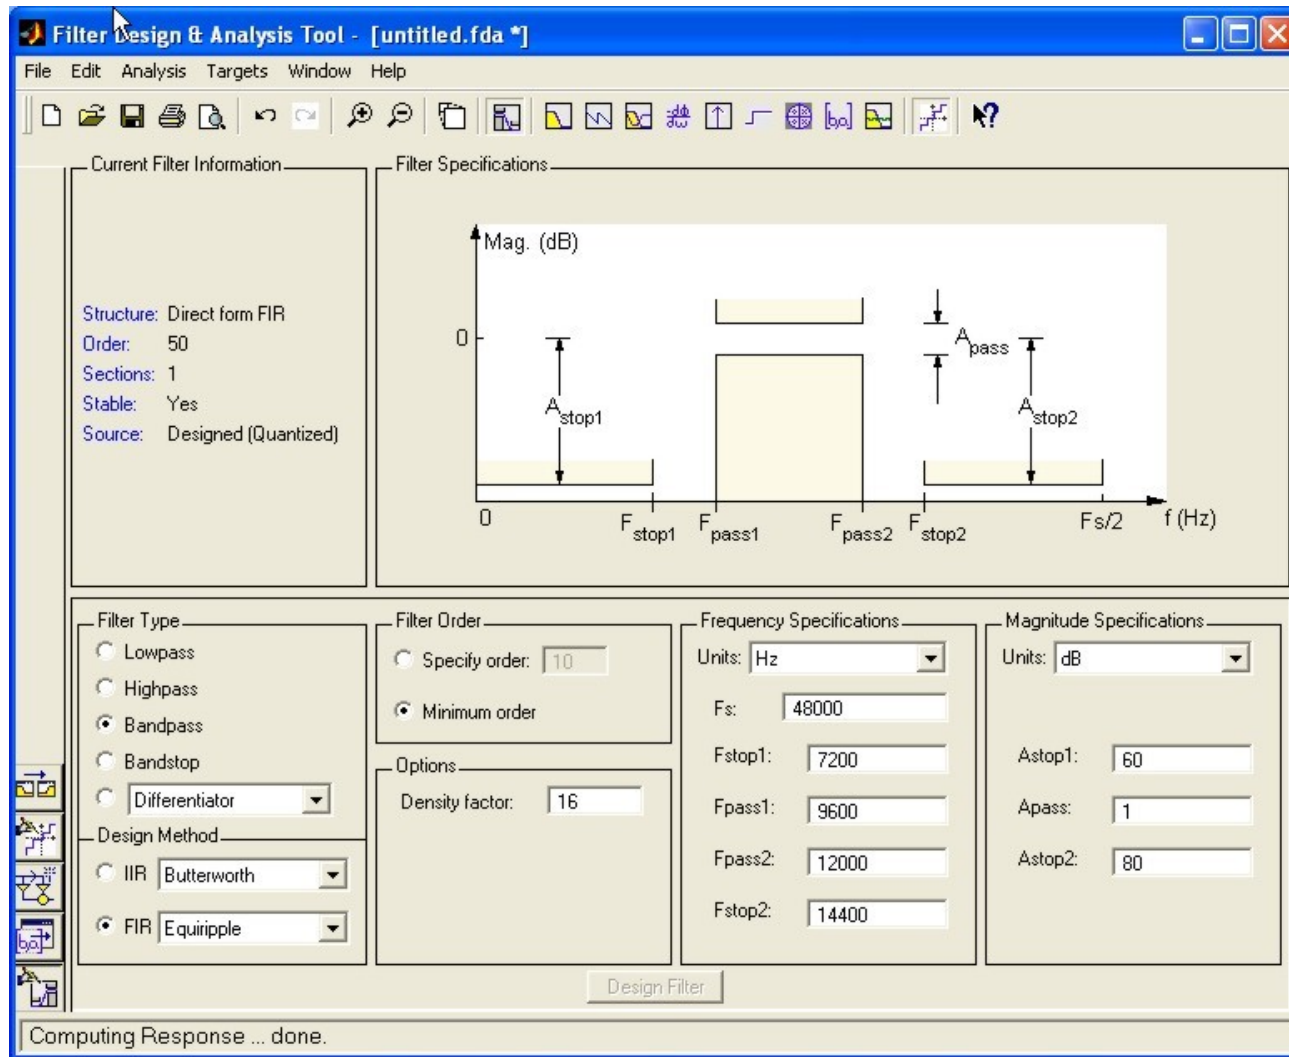 Filter Design & Analysis Tool - [untitled.fda *]
File Edit Analysis Targets Window Help
Current Filter Information
Structure: Direct form FIR
Order: 50
Sections: 1
Stable: Yes
Source: Designed (Quantized)
Filter Specifications
Mag. (dB)
0
Astop1
Apass
Astop2
0 Fstop1 Fpass1 Fpass2 Fstop2 Fs/2 f (Hz)
Filter Type
Lowpass
Highpass
Bandpass
Bandstop
Differentiator
Design Method
IIR Butterworth
FIR Equiripple
Filter Order
Specify order: 10
Minimum order
Options
Density factor: 16
Frequency Specifications
Units: Hz
Fs: 48000
Fstop1: 7200
Fpass1: 9600
Fpass2: 12000
Fstop2: 14400
Magnitude Specifications
Units: dB
Astop1: 60
Apass: 1
Astop2: 80
Design Filter
Computing Response ... done.